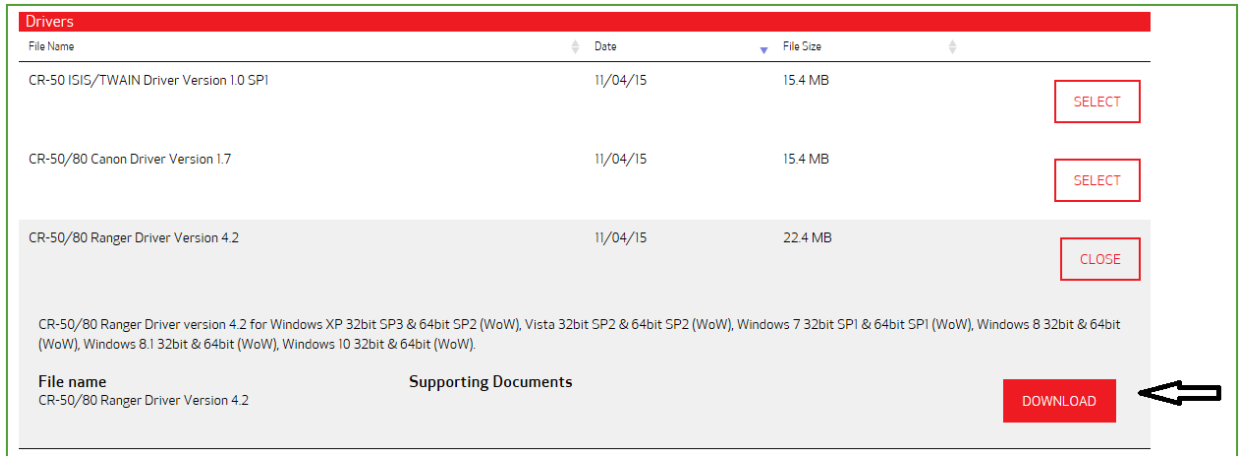 Drivers
File Name Date File Size
CR-50 ISIS/TWAIN Driver Version 1.0 SP1 11/04/15 15.4 MB
SELECT
CR-50/80 Canon Driver Version 1.7 11/04/15 15.4 MB
SELECT
CR-50/80 Ranger Driver Version 4.2 11/04/15 22.4 MB
CLOSE
CR-50/80 Ranger Driver version 4.2 for Windows XP 32bit SP3 & 64bit SP2 (WoW), Vista 32bit SP2 & 64bit SP2 (WoW), Windows 7 32bit SP1 & 64bit SP1 (WoW), Windows 8 32bit & 64bit
(WoW), Windows 8.1 32bit & 64bit (WoW), Windows 10 32bit & 64bit (WoW).
File name Supporting Documents
CR-50/80 Ranger Driver Version 4.2
DOWNLOAD